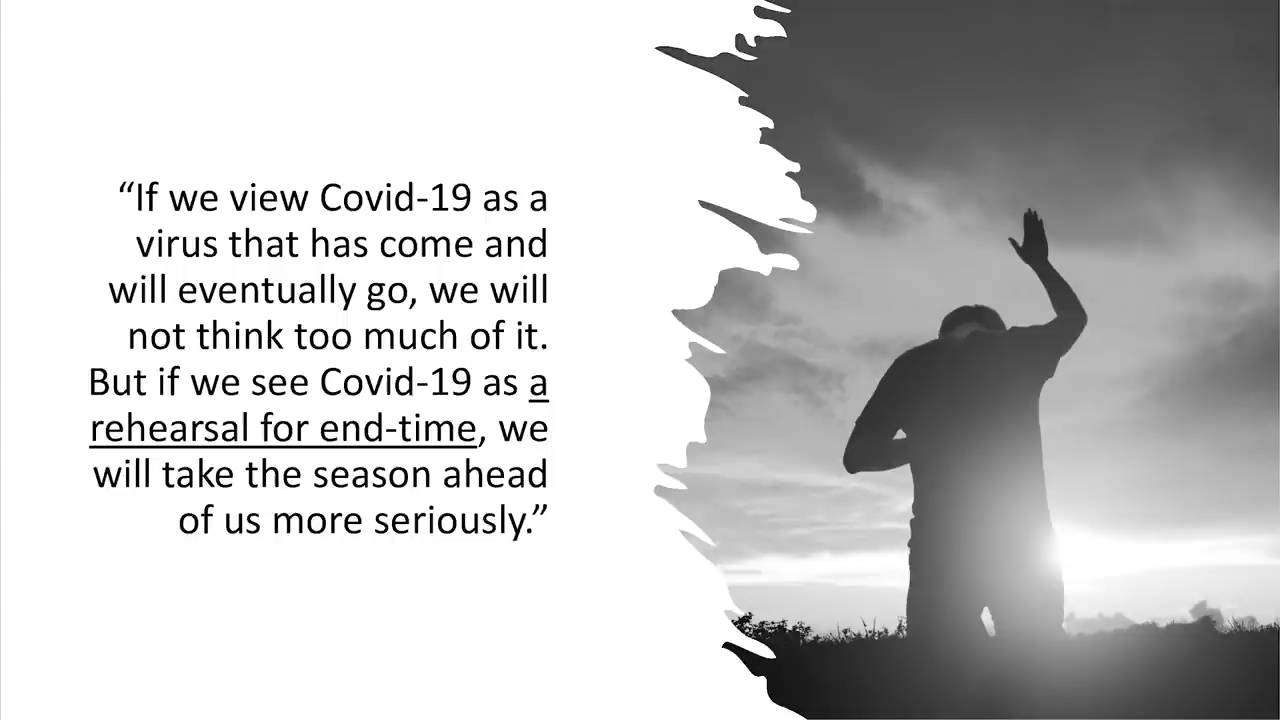 “If we view Covid-19 as a
virus that has come and
will eventually go, we will
not think too much of it.
But if we see Covid-19 as a
rehearsal for end-time, we
will take the season ahead
of us more seriously.”